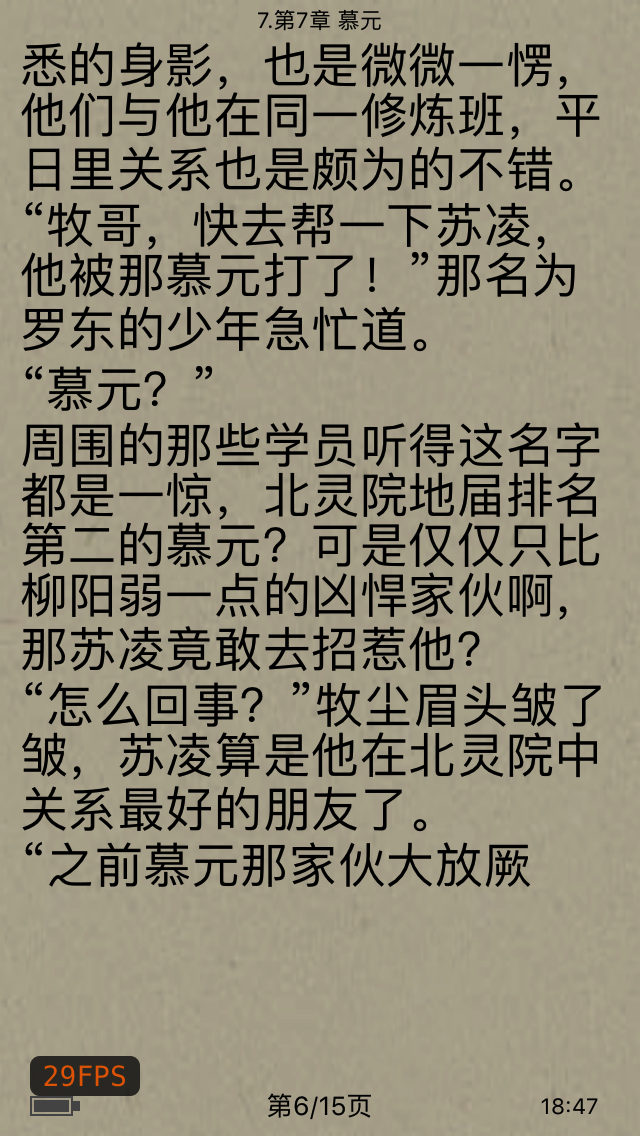 7.第7章 慕元
悉的身影，也是微微一愣，
他们与他在同一修炼班，平
日里关系也是颇为的不错。
“牧哥，快去帮一下苏凌，
他被那慕元打了！”那名为
罗东的少年急忙道。
“慕元？”
周围的那些学员听得这名字
都是一惊，北灵院地届排名
第二的慕元？可是仅仅只比
柳阳弱一点的凶悍家伙啊，
那苏凌竟敢去招惹他？
“怎么回事？”牧尘眉头皱了
皱，苏凌算是他在北灵院中
关系最好的朋友了。
“之前慕元那家伙大放厥
29FPS
第6/15页
18:47